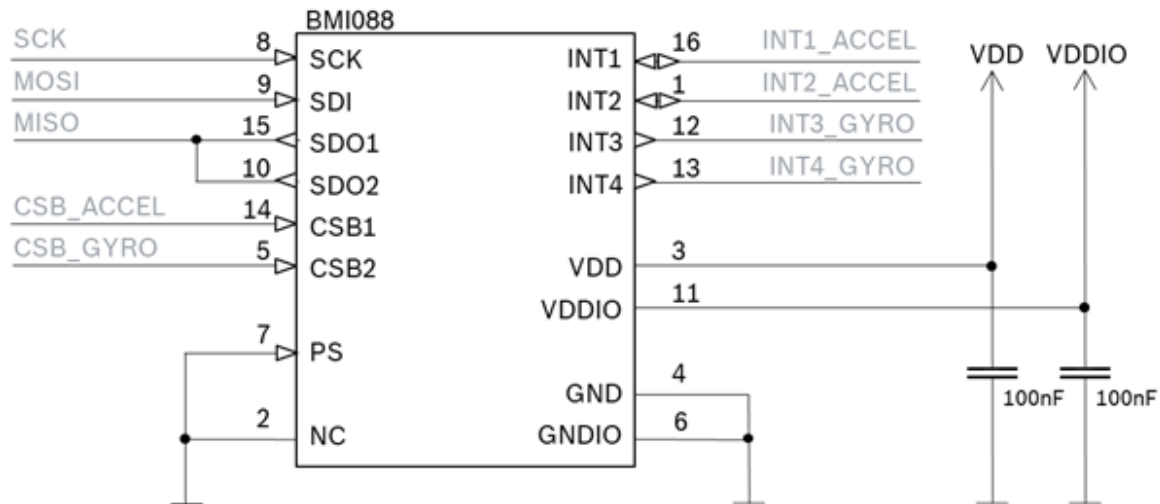 BMI088
SCK 8 SCK
MOSI 9 SDI
MISO 15 SDO1
10 SDO2
CSB_ACCEL 14 CSB1
CSB_GYRO 5 CSB2
7 PS
2 NC
INT1 16 INT1_ACCEL
INT2 1 INT2_ACCEL
INT3 12 INT3_GYRO
INT4 13 INT4_GYRO
VDD 3
VDDIO 11
GND 4
GNDIO 6
VDD VDDIO
100nF 100nF